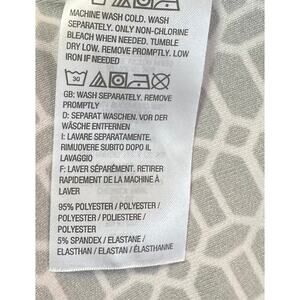 MACHINE WASH COLD. WASH
SEPARATELY. ONLY NON-CHLORINE
BLEACH WHEN NEEDED. TUMBLE
DRY LOW. REMOVE PROMPTLY. LOW
IRON IF NEEDED
30
GB: WASH SEPARATELY. REMOVE
PROMPTLY
D: SEPARAT WASCHEN. VOR DER
WÄSCHE ENTFERNEN
I: LAVARE SEPARATAMENTE.
RIMUOVERE SUBITO DOPO IL
LAVAGGIO
F: LAVER SÉPARÉMENT. RETIRER
RAPIDEMENT DE LA MACHINE À
LAVER
95% POLYESTER / POLYESTER /
POLYESTER / POLIESTERE /
POLYESTER
5% SPANDEX / ELASTANE /
ELASTHAN / ELASTAN / ÉLASTHANNE